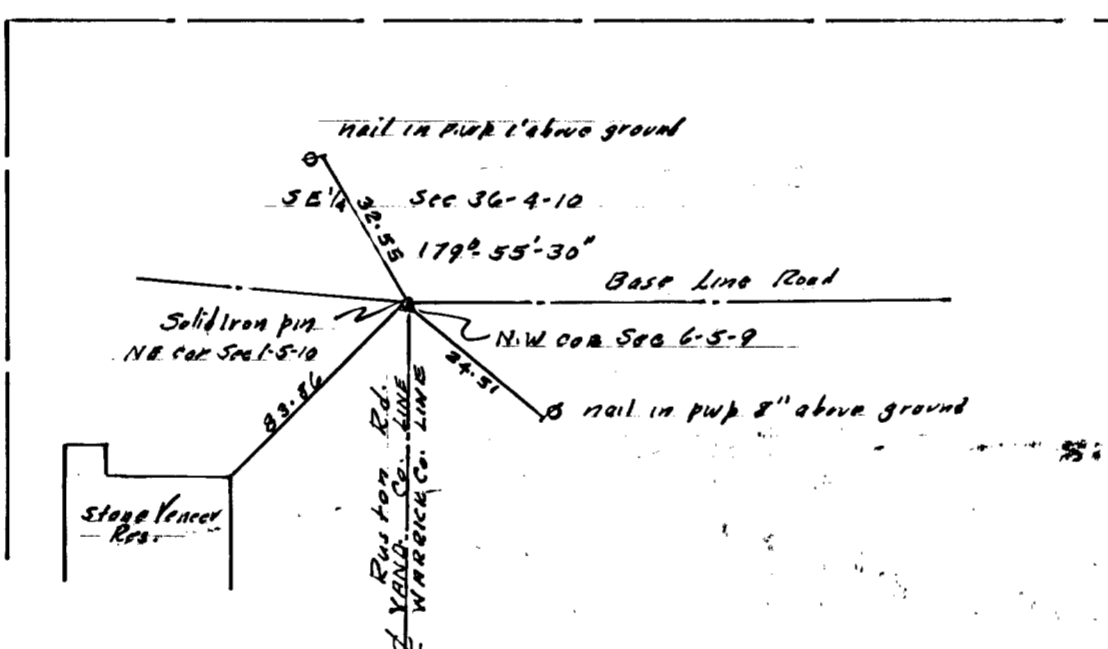 nail in pwp 1' above ground
SE 1/4 Sec 36-4-10
32.55
179°-55'-30"
Base Line Road
Solid Iron pin
NE cor Sec 1-5-10
N.W cor Sec 6-5-9
24.51
83.86
nail in pwp 8" above ground
Stone Veneer
Res.
Ruston Rd.
VAND. Co. LINE
WARRICK Co. LINE